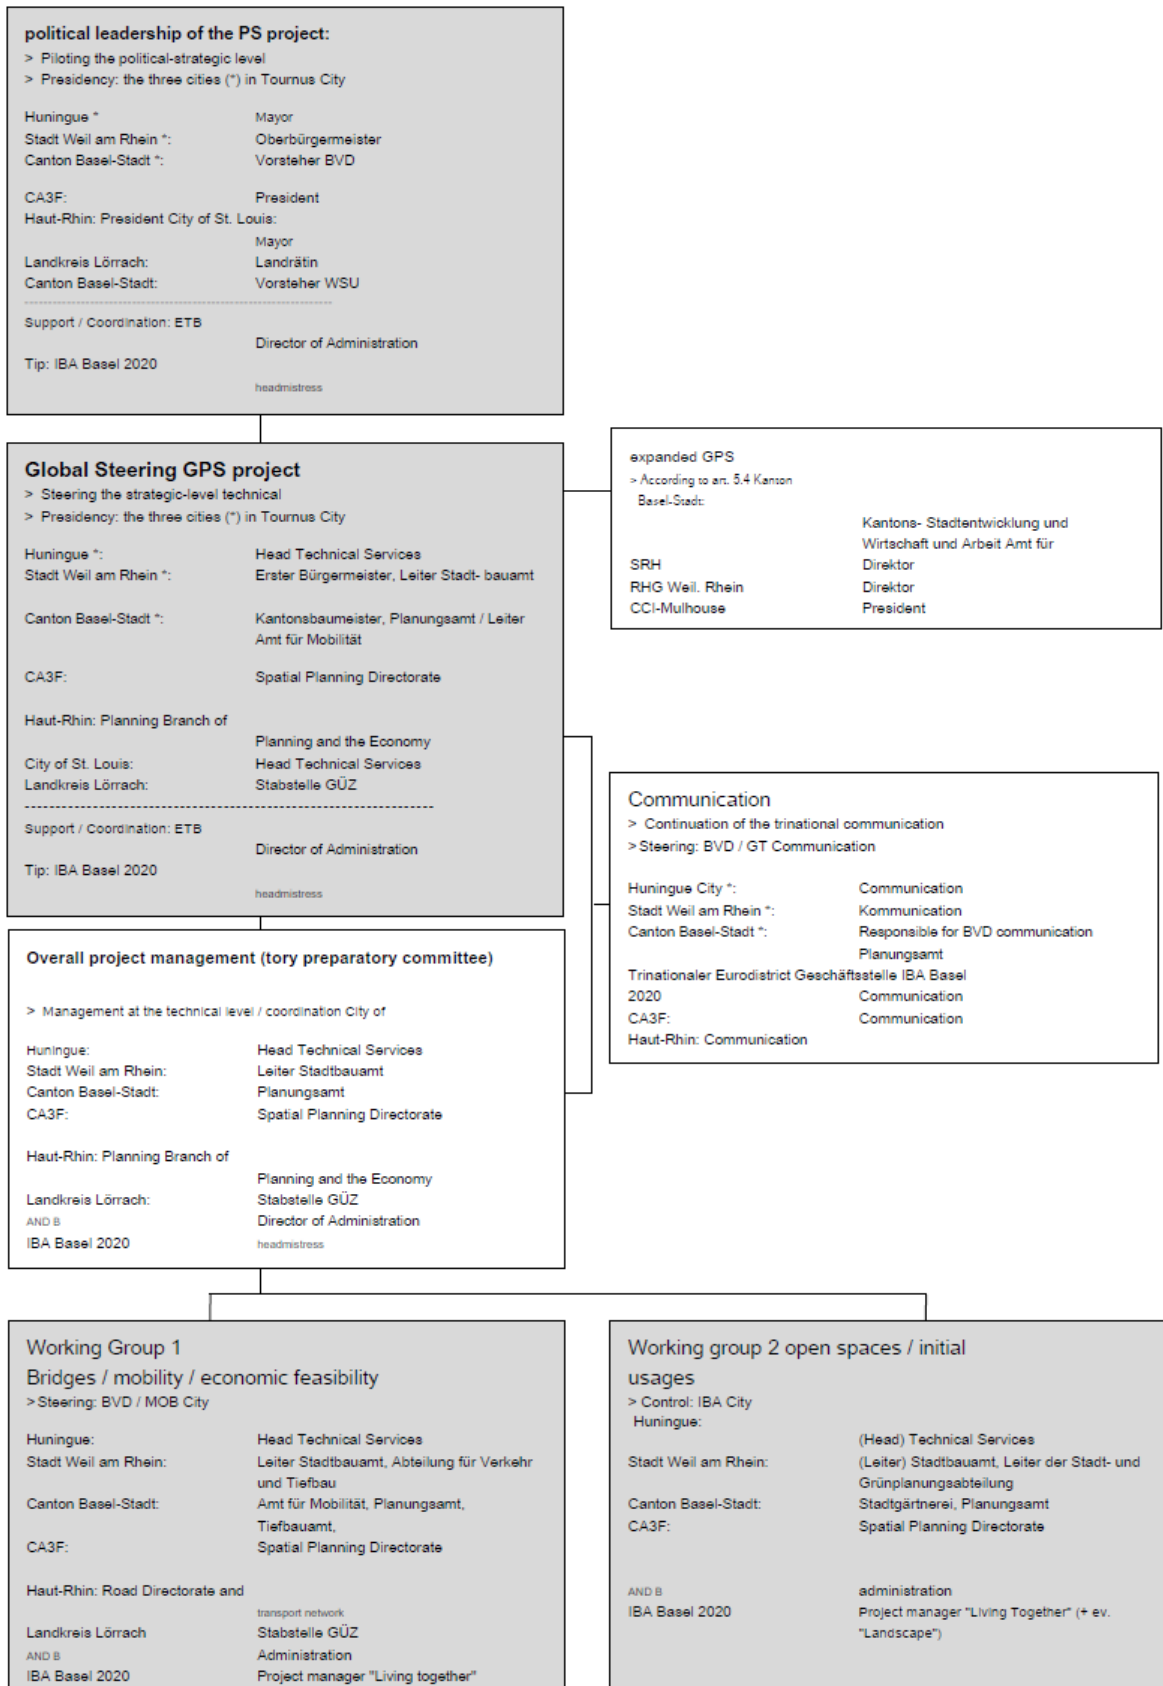 political leadership of the PS project:
> Piloting the political-strategic level
> Presidency: the three cities (*) in Tournus City
Huningue * Mayor
Stadt Weil am Rhein *: Oberbürgermeister
Canton Basel-Stadt *: Vorsteher BVD
CA3F: President
Haut-Rhin: President City of St. Louis:
Mayor
Landkreis Lörrach: Landrätin
Canton Basel-Stadt: Vorsteher WSU
Support / Coordination: ETB
Director of Administration
Tip: IBA Basel 2020
headmistress
Global Steering GPS project
> Steering the strategic-level technical
> Presidency: the three cities (*) in Tournus City
Huningue *: Head Technical Services
Stadt Weil am Rhein *: Erster Bürgermeister, Leiter Stadt- bauamt
Canton Basel-Stadt *: Kantonsbaumeister, Planungsamt / Leiter
Amt für Mobilität
CA3F: Spatial Planning Directorate
Haut-Rhin: Planning Branch of
Planning and the Economy
City of St. Louis: Head Technical Services
Landkreis Lörrach: Stabstelle GÜZ
Support / Coordination: ETB
Director of Administration
Tip: IBA Basel 2020
headmistress
expanded GPS
> According to art. 5.4 Kanton
Basel-Stadt:
Kantons- Stadtentwicklung und
Wirtschaft und Arbeit Amt für
SRH Direktor
RHG Weil. Rhein Direktor
CCI-Mulhouse President
Communication
> Continuation of the trinational communication
> Steering: BVD / GT Communication
Huningue City *: Communication
Stadt Weil am Rhein *: Kommunication
Canton Basel-Stadt *: Responsible for BVD communication
Planungsamt
Trinationaler Eurodistrict Geschäftsstelle IBA Basel
2020 Communication
CA3F: Communication
Haut-Rhin: Communication
Overall project management (tory preparatory committee)
> Management at the technical level / coordination City of
Huningue: Head Technical Services
Stadt Weil am Rhein: Leiter Stadtbauamt
Canton Basel-Stadt: Planungsamt
CA3F: Spatial Planning Directorate
Haut-Rhin: Planning Branch of
Planning and the Economy
Landkreis Lörrach: Stabstelle GÜZ
AND B Director of Administration
IBA Basel 2020 headmistress
Working Group 1
Bridges / mobility / economic feasibility
> Steering: BVD / MOB City
Huningue: Head Technical Services
Stadt Weil am Rhein: Leiter Stadtbauamt, Abteilung für Verkehr
und Tiefbau
Canton Basel-Stadt: Amt für Mobilität, Planungsamt,
Tiefbauamt,
CA3F: Spatial Planning Directorate
Haut-Rhin: Road Directorate and
transport network
Landkreis Lörrach Stabstelle GÜZ
AND B Administration
IBA Basel 2020 Project manager "Living together"
Working group 2 open spaces / initial
usages
> Control: IBA City
Huningue:
(Head) Technical Services
Stadt Weil am Rhein: (Leiter) Stadtbauamt, Leiter der Stadt- und
Grünplanungsabteilung
Canton Basel-Stadt: Stadtgärtnerei, Planungsamt
CA3F: Spatial Planning Directorate
AND B administration
IBA Basel 2020 Project manager "Living Together" (+ ev.
"Landscape")